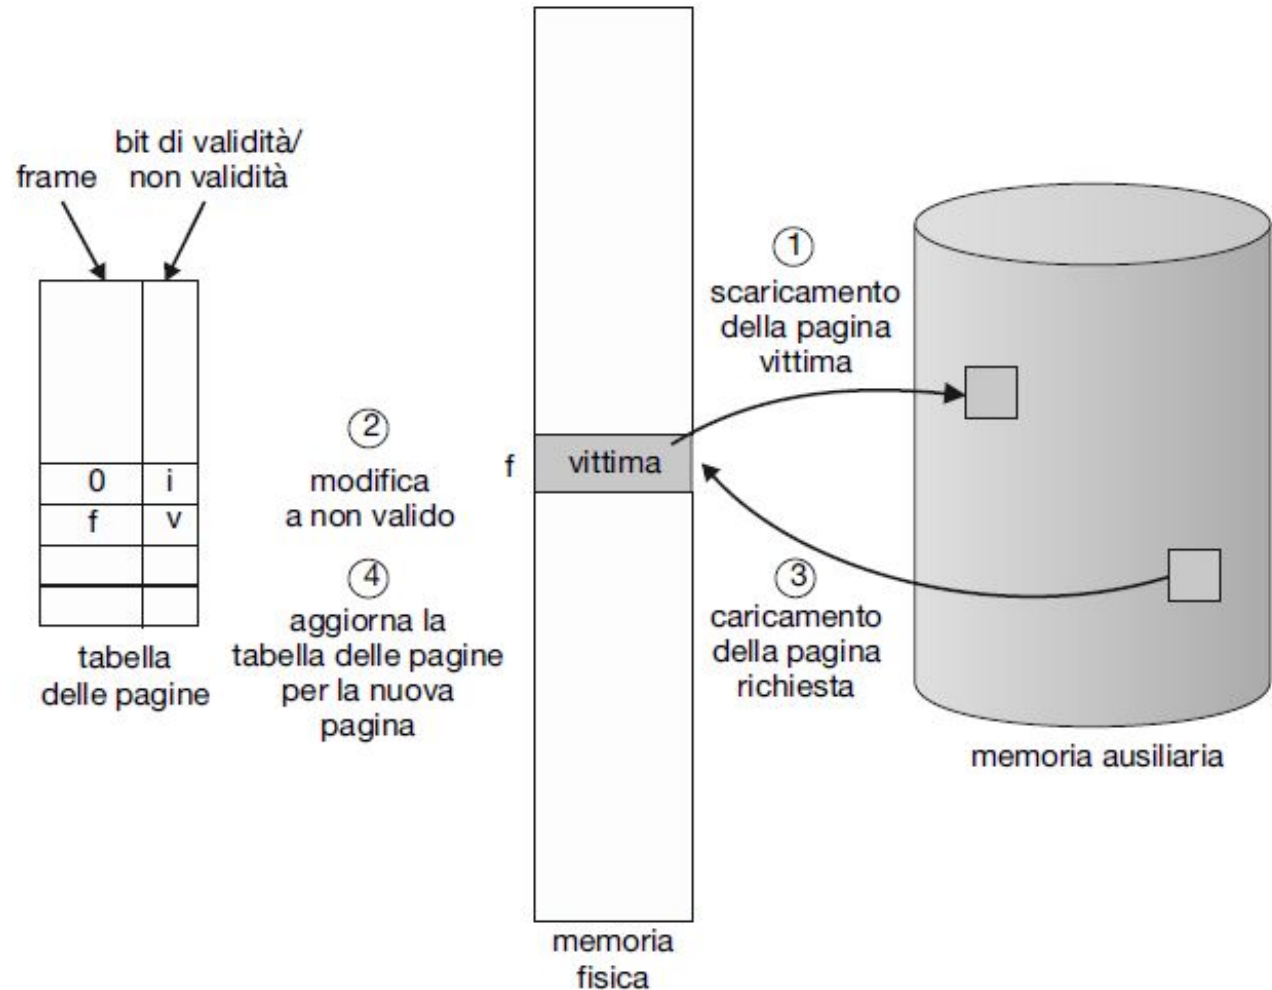 bit di validità/
frame non validità
0 i
f v
tabella
delle pagine
2
modifica
a non valido
4
aggiorna la
tabella delle pagine
per la nuova
pagina
f
vittima
memoria
fisica
1
scaricamento
della pagina
vittima
3
caricamento
della pagina
richiesta
memoria ausiliaria